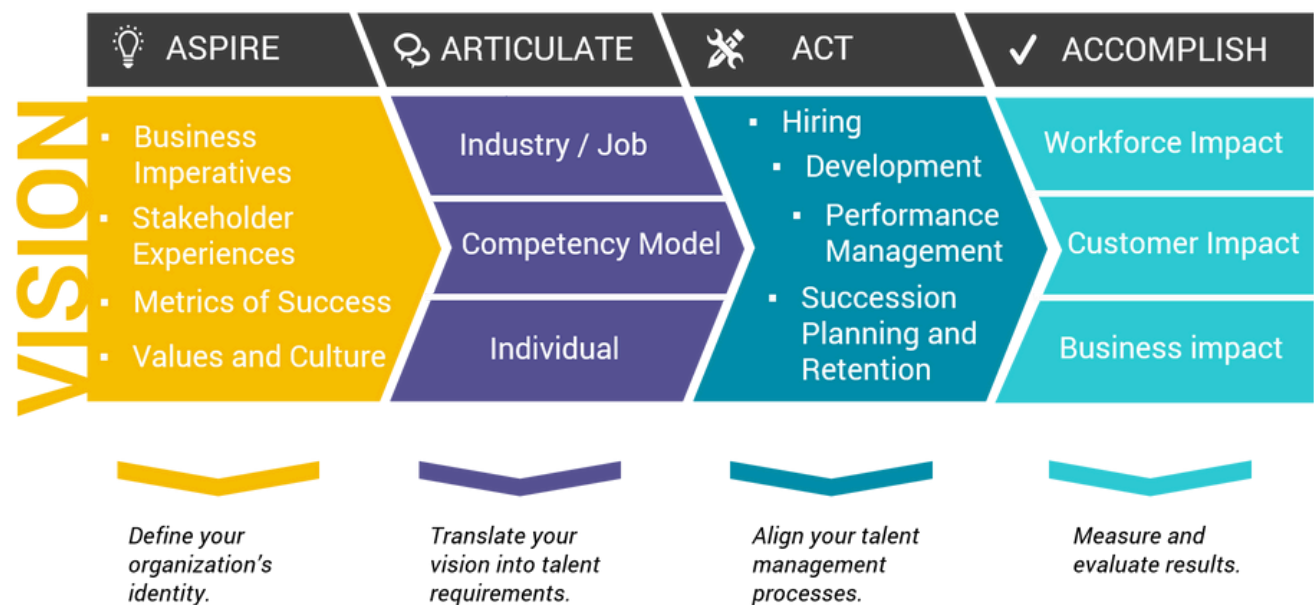 ASPIRE
ARTICULATE
ACT
ACCOMPLISH
VISION
▪ Business
Imperatives
▪ Stakeholder
Experiences
▪ Metrics of Success
▪ Values and Culture
Industry / Job
Competency Model
Individual
▪ Hiring
▪ Development
▪ Performance
Management
▪ Succession
Planning and
Retention
Workforce Impact
Customer Impact
Business impact
Define your
organization's
identity.
Translate your
vision into talent
requirements.
Align your talent
management
processes.
Measure and
evaluate results.